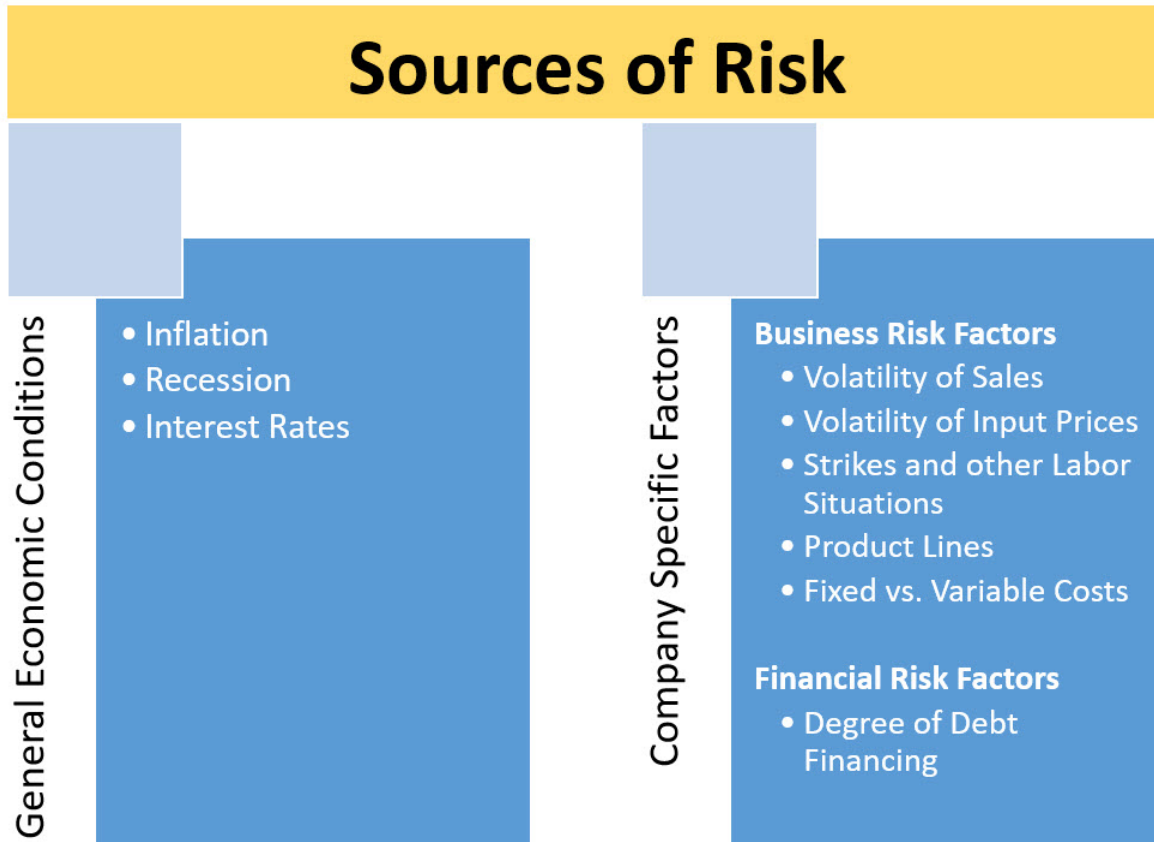 Sources of Risk
General Economic Conditions
• Inflation
• Recession
• Interest Rates
Company Specific Factors
Business Risk Factors
• Volatility of Sales
• Volatility of Input Prices
• Strikes and other Labor
Situations
• Product Lines
• Fixed vs. Variable Costs
Financial Risk Factors
• Degree of Debt
Financing